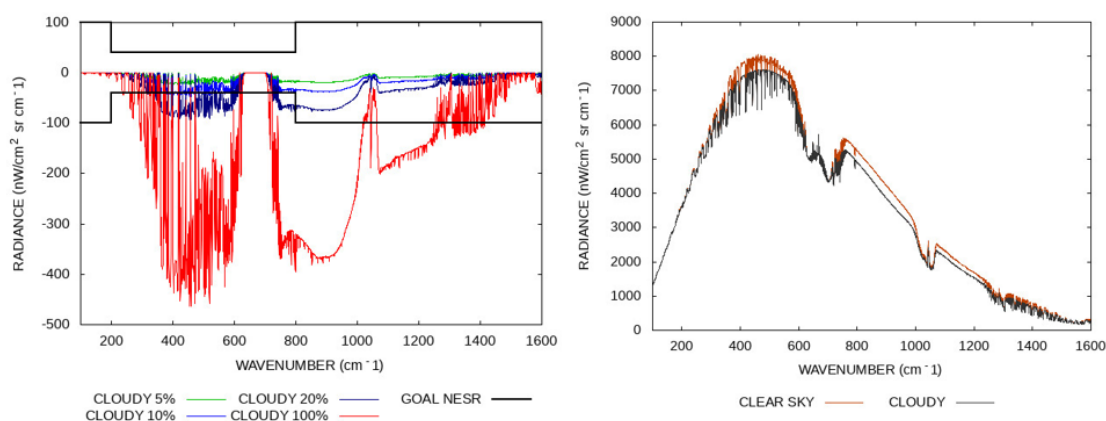 100
0
-100
-200
-300
-400
-500
RADIANCE (nW/cm² sr cm⁻1)
200 400 600 800 1000 1200 1400 1600
WAVENUMBER (cm⁻1)
CLOUDY 5% CLOUDY 20% GOAL NESR
CLOUDY 10% CLOUDY 100%
9000
8000
7000
6000
5000
4000
3000
2000
1000
0
RADIANCE (nW/cm² sr cm⁻1)
200 400 600 800 1000 1200 1400 1600
WAVENUMBER (cm⁻1)
CLEAR SKY CLOUDY